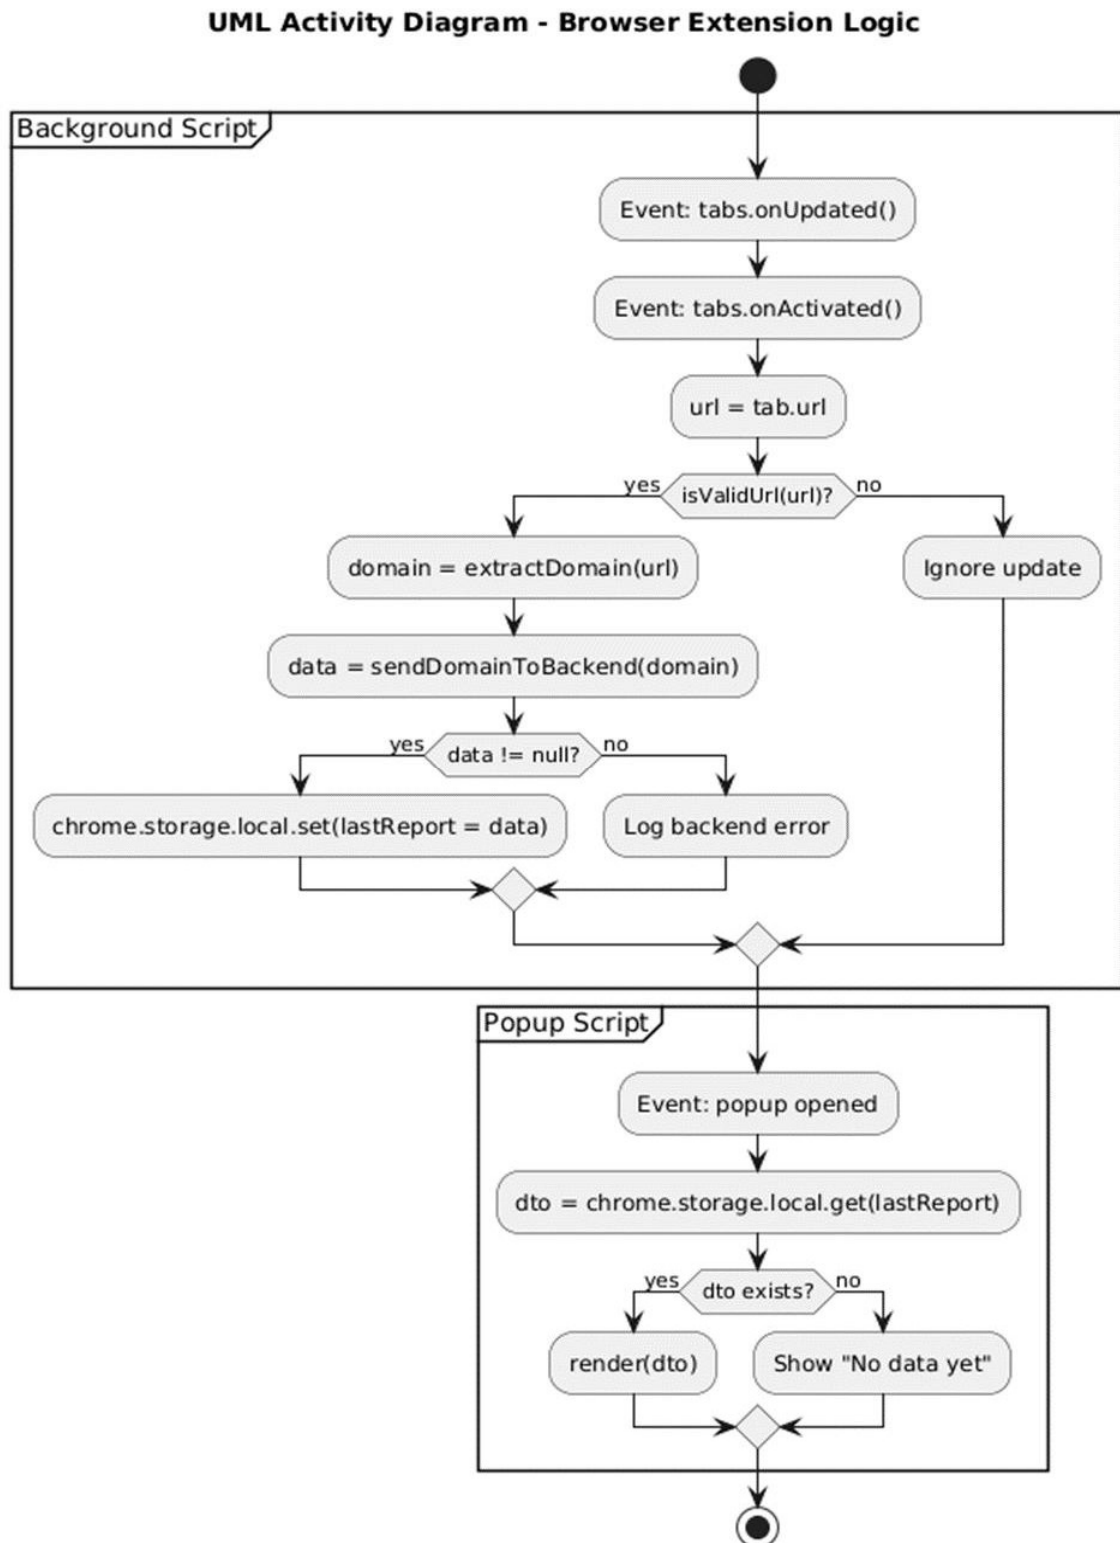 UML Activity Diagram - Browser Extension Logic
Background Script
Event: tabs.onUpdated()
Event: tabs.onActivated()
url = tab.url
yes
isValidUrl(url)?
no
domain = extractDomain(url)
Ignore update
data = sendDomainToBackend(domain)
yes
data != null?
no
chrome.storage.local.set(lastReport = data)
Log backend error
Popup Script
Event: popup opened
dto = chrome.storage.local.get(lastReport)
yes
dto exists?
no
render(dto)
Show "No data yet"